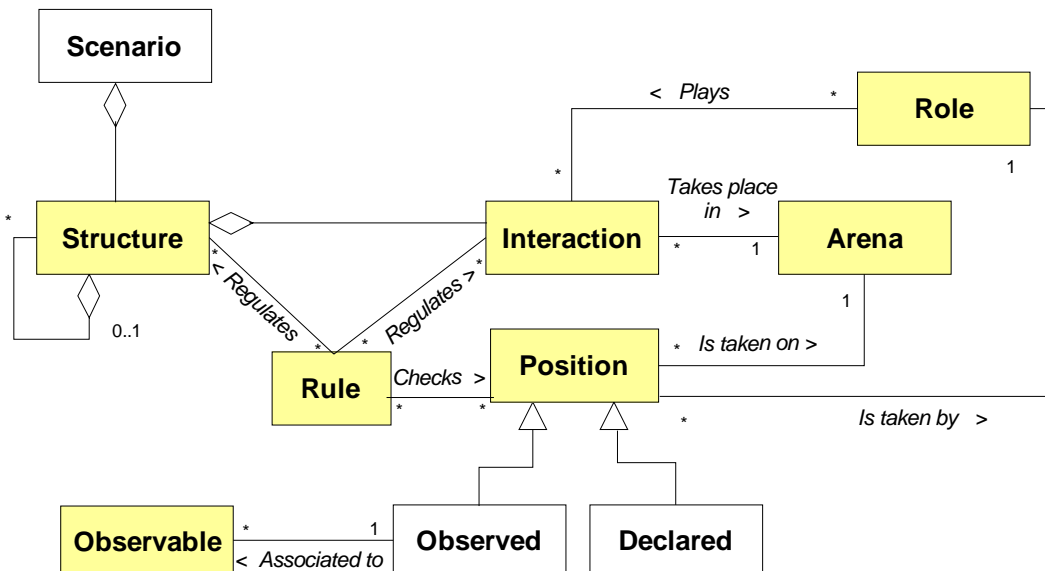 Scenario
< Plays
*
Role
1
*
Takes place
in >
*
Structure
*
Interaction
*
1
Arena
*
< Regulates
*
Regulates >
*
0..1
1
*
Is taken on >
Position
Rule
Checks >
*
*
*
Is taken by >
Observable
*
1
Observed
Declared
< Associated to